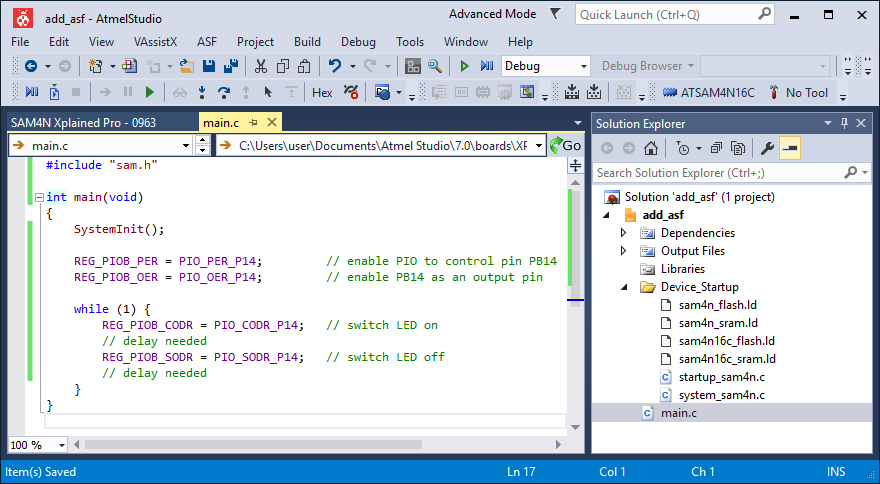 add_asf - AtmelStudio
Advanced Mode
Quick Launch (Ctrl+Q)
File Edit View VAssistX ASF Project Build Debug Tools Window Help
Debug
Debug Browser
Hex
ATSAM4N16C
No Tool
SAM4N Xplained Pro - 0963
main.c
main.c
C:\Users\user\Documents\Atmel Studio\7.0\boards\XP
Go
#include "sam.h"
int main(void)
{
SystemInit();
REG_PIOB_PER = PIO_PER_P14; // enable PIO to control pin PB14
REG_PIOB_OER = PIO_OER_P14; // enable PB14 as an output pin
while (1) {
REG_PIOB_CODR = PIO_CODR_P14; // switch LED on
// delay needed
REG_PIOB_SODR = PIO_SODR_P14; // switch LED off
// delay needed
}
}
100 %
Solution Explorer
Search Solution Explorer (Ctrl+;)
Solution 'add_asf' (1 project)
add_asf
Dependencies
Output Files
Libraries
Device_Startup
sam4n_flash.ld
sam4n_sram.ld
sam4n16c_flash.ld
sam4n16c_sram.ld
startup_sam4n.c
system_sam4n.c
main.c
Item(s) Saved
Ln 17
Col 1
Ch 1
INS